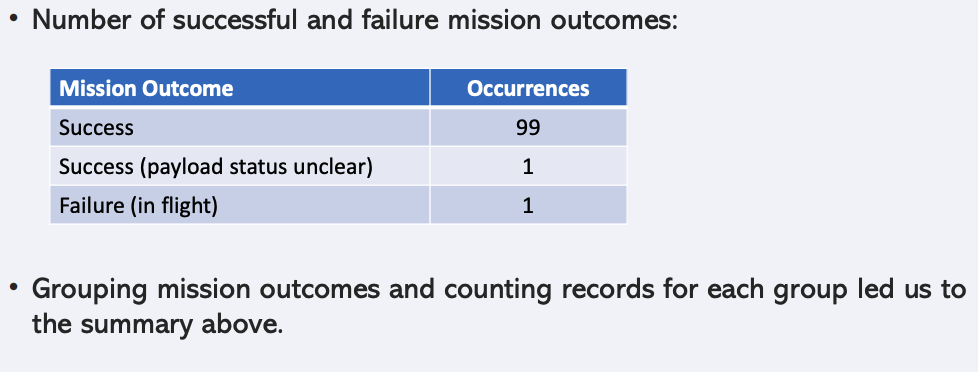 • Number of successful and failure mission outcomes:
Mission Outcome Occurrences
Success 99
Success (payload status unclear) 1
Failure (in flight) 1
• Grouping mission outcomes and counting records for each group led us to
the summary above.